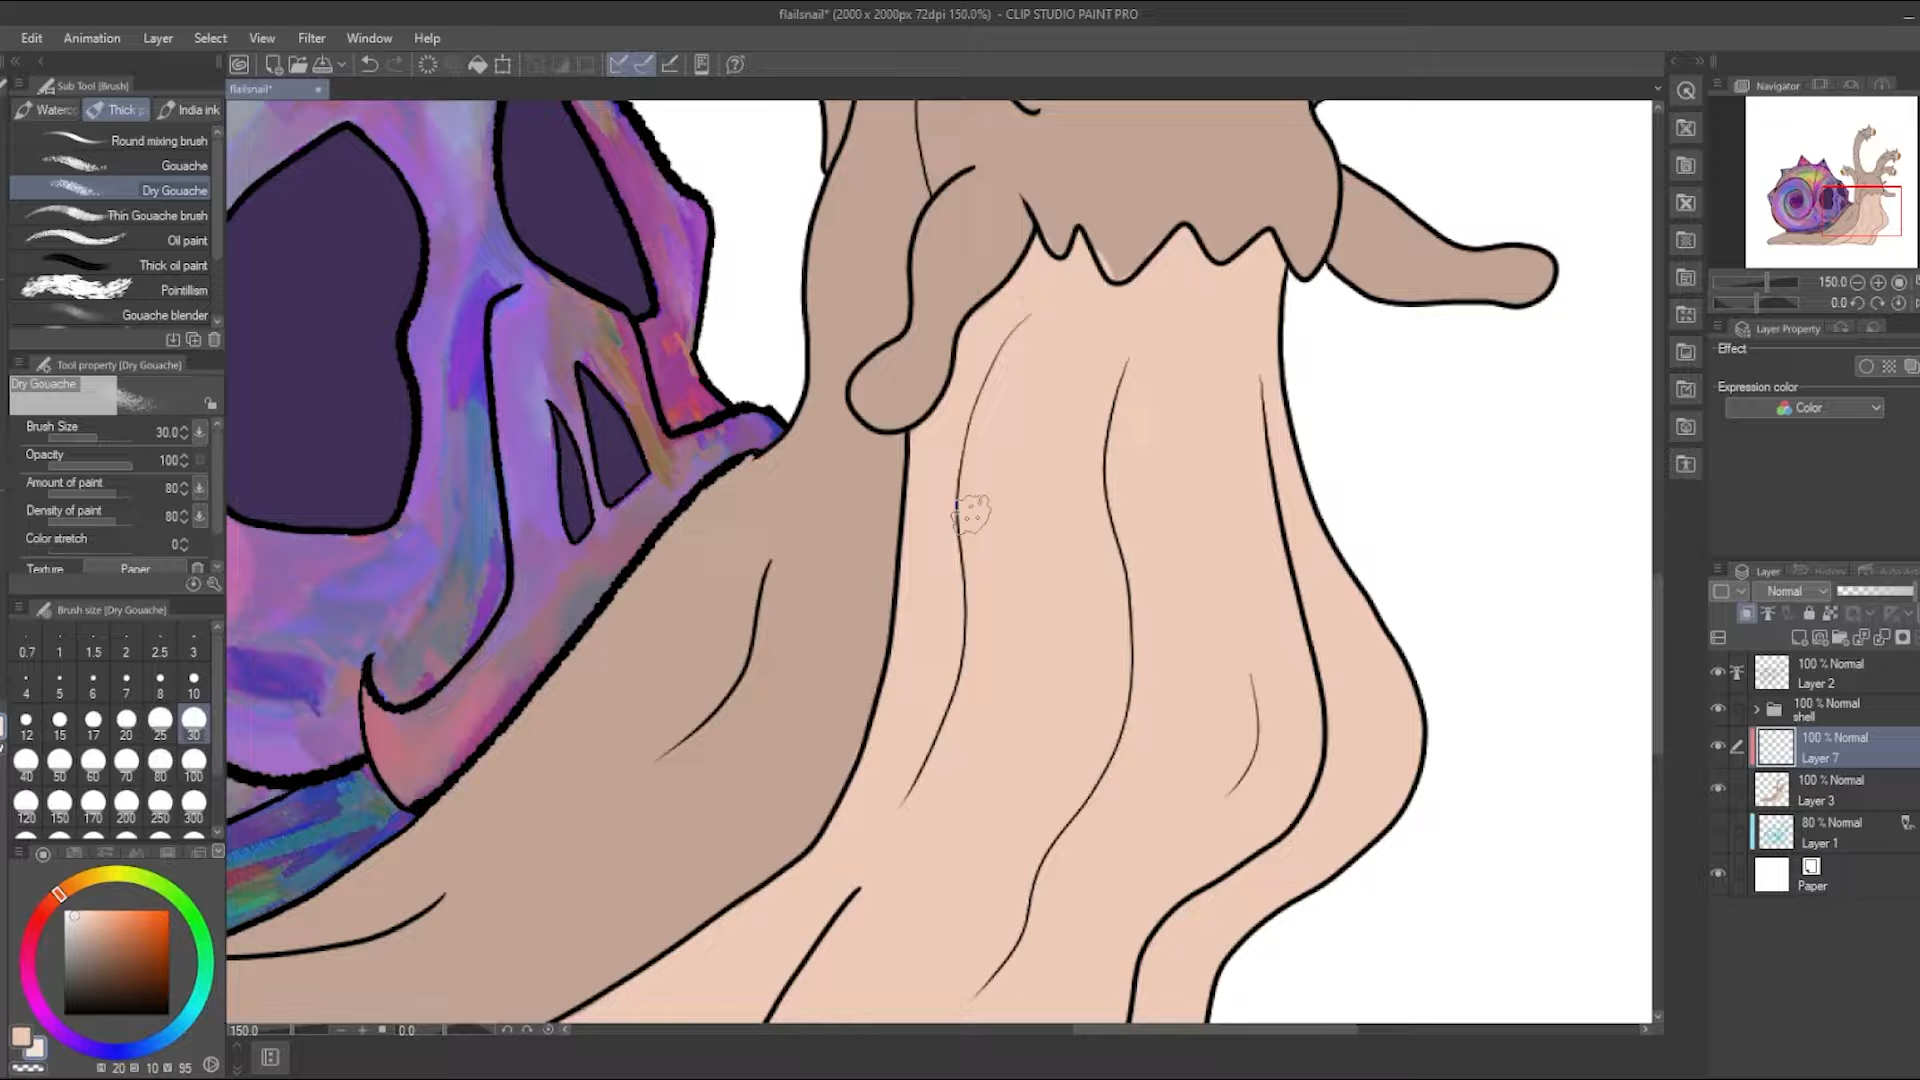 flailsnail* (2000 x 2000px 72dpi 150.0%) - CLIP STUDIO PAINT PRO
Edit Animation Layer Select View Filter Window Help
Sub Tool [Brush]
Thick India ink
flailsnail*
Round mixing brush
Gouache
Dry Gouache
Thin Gouache brush
Oil paint
Thick oil paint
Pointillism
Gouache blender
Tool property [Dry Gouache]
Dry Gouache
Brush Size 30.0
Opacity 100
Amount of paint 80
Density of paint 80
Color stretch 0
Texture Paper
Brush size [Dry Gouache]
0.7 1 1.5 2 2.5 3
4 5 6 7 8 10
12 15 17 20 25 30
40 50 60 70 80 100
120 150 170 200 250 300
20 10 95
150.0 0.0
Navigator
150.0
0.0
Layer Property
Effect
Expression color
Color
Layer History
Normal
100 % Normal
Layer 2
100 % Normal
shell
100 % Normal
Layer 7
100 % Normal
Layer 3
80 % Normal
Layer 1
Paper